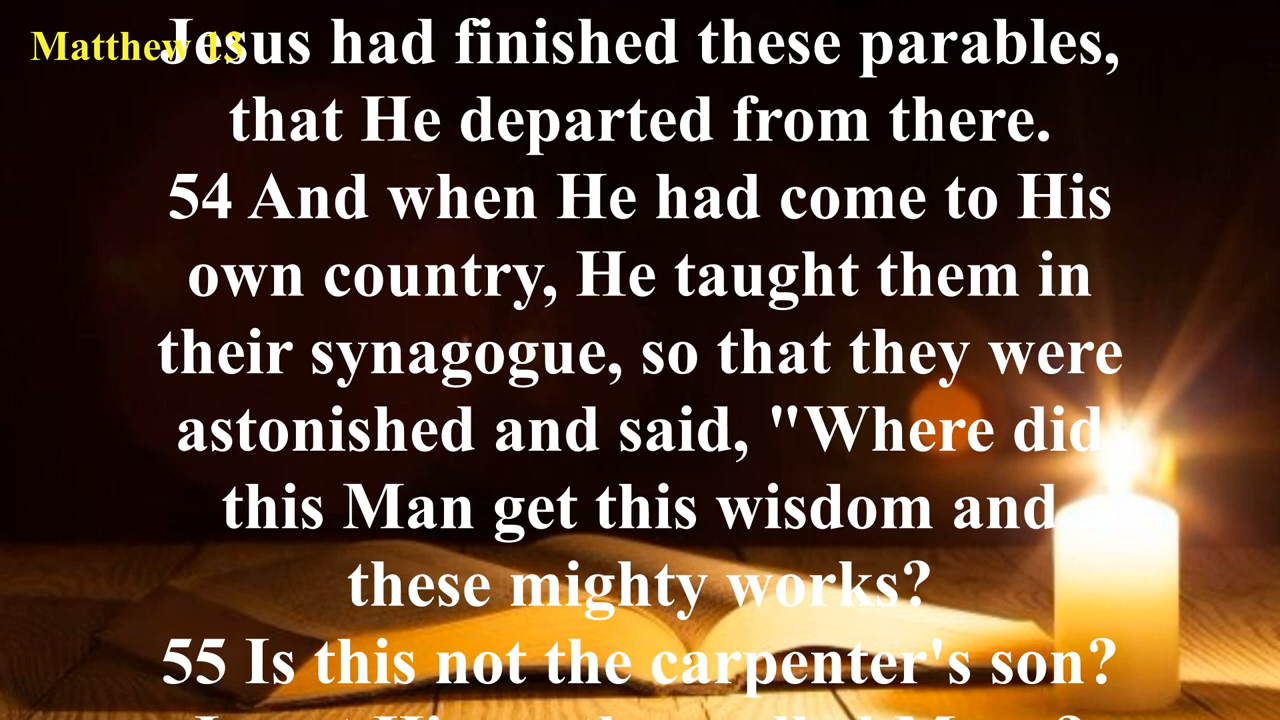 Matthew 13
Jesus had finished these parables,
that He departed from there.
54 And when He had come to His
own country, He taught them in
their synagogue, so that they were
astonished and said, "Where did
this Man get this wisdom and
these mighty works?
55 Is this not the carpenter's son?